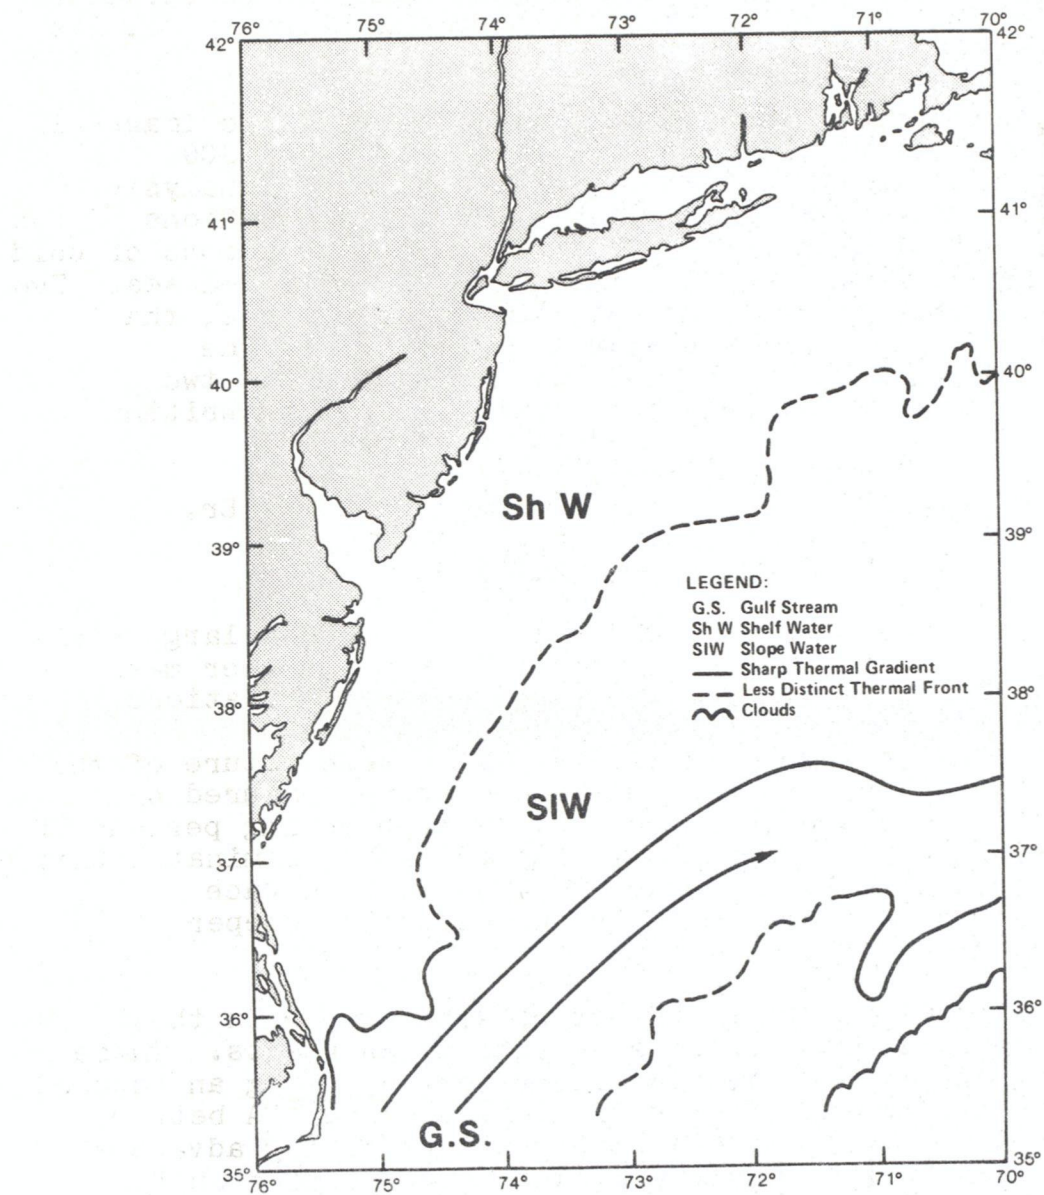 76° 75° 74° 73° 72° 71° 70°
42° 42°
41° 41°
40° 40°
Sh W
39° 39°
LEGEND:
G.S. Gulf Stream
Sh W Shelf Water
SlW Slope Water
Sharp Thermal Gradient
Less Distinct Thermal Front
Clouds
38° 38°
SlW
37° 37°
36° 36°
G.S.
35° 35°
76° 75° 74° 73° 72° 71° 70°